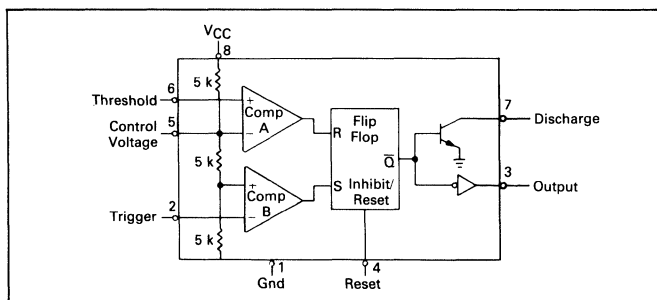 VCC
8
5 k
6
Threshold
+
Comp
A
−
5
Control
Voltage
R
Flip
Flop
Q̅
7
Discharge
5 k
+
Comp
B
−
S
Inhibit/
Reset
3
Output
2
Trigger
5 k
1
Gnd
4
Reset